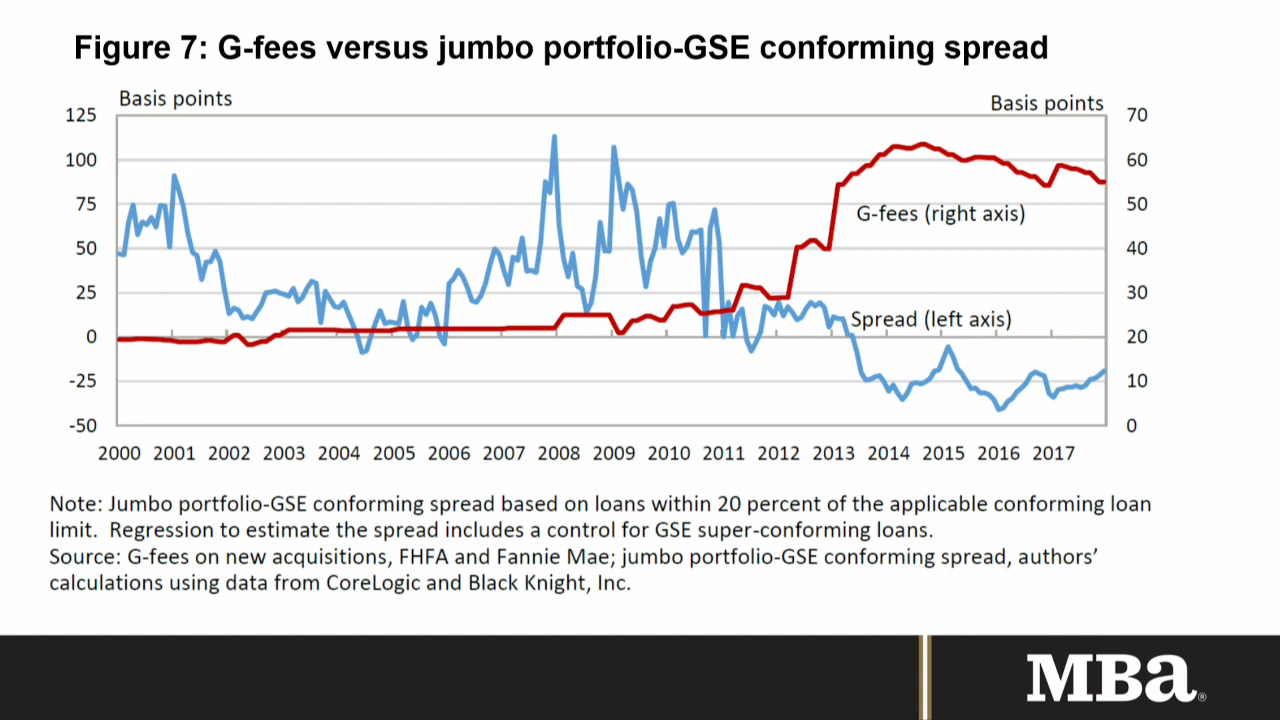 Figure 7: G-fees versus jumbo portfolio-GSE conforming spread
Basis points
Basis points
125
100
75
50
25
0
-25
-50
70
60
50
40
30
20
10
0
G-fees (right axis)
Spread (left axis)
2000 2001 2002 2003 2004 2005 2006 2007 2008 2009 2010 2011 2012 2013 2014 2015 2016 2017
Note: Jumbo portfolio-GSE conforming spread based on loans within 20 percent of the applicable conforming loan
limit. Regression to estimate the spread includes a control for GSE super-conforming loans.
Source: G-fees on new acquisitions, FHFA and Fannie Mae; jumbo portfolio-GSE conforming spread, authors’
calculations using data from CoreLogic and Black Knight, Inc.
MBa®